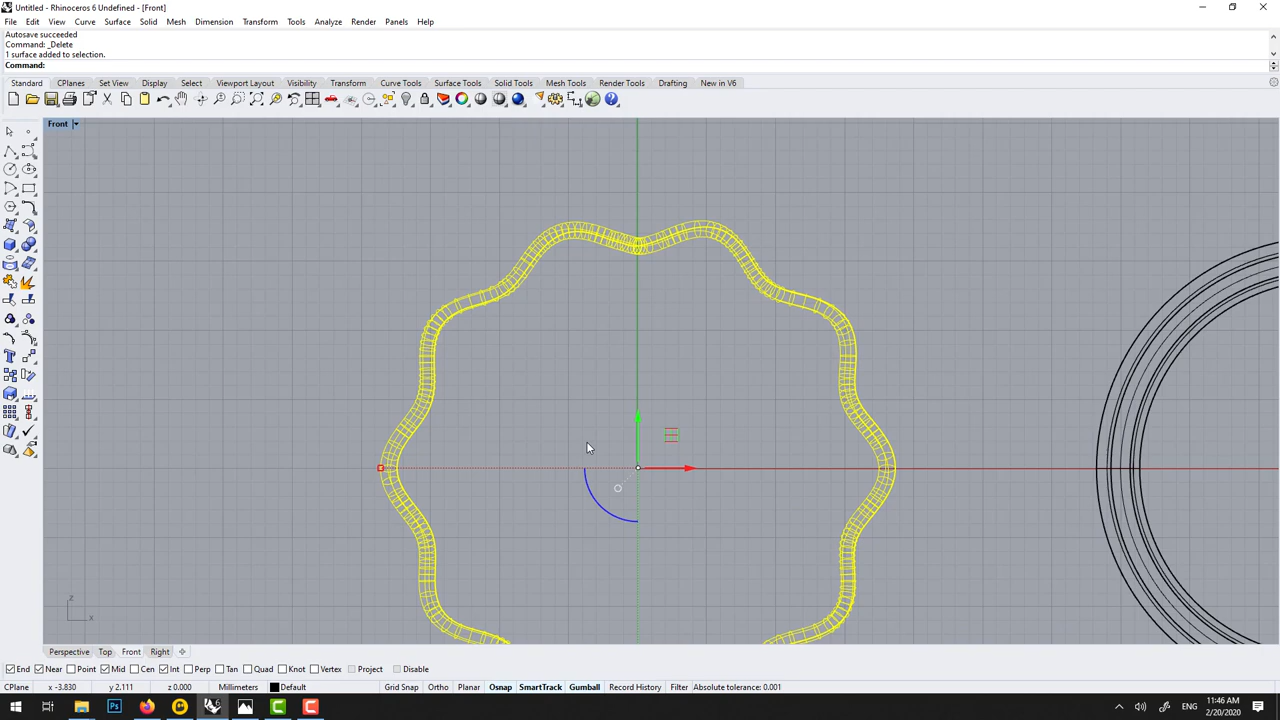 Untitled - Rhinoceros 6 Undefined - [Front]
File Edit View Curve Surface Solid Mesh Dimension Transform Tools Analyze Render Panels Help
Autosave succeeded
Command: _Delete
1 surface added to selection.
Command:
Standard CPlanes Set View Display Select Viewport Layout Visibility Transform Curve Tools Surface Tools Solid Tools Mesh Tools Render Tools Drafting New in V6
Front
z
x
Perspective Top Front Right
End Near Point Mid Cen Int Perp Tan Quad Knot Vertex Project Disable
CPlane x -3.830 y 2.111 z 0.000 Millimeters Default Grid Snap Ortho Planar Osnap SmartTrack Gumball Record History Filter Absolute tolerance: 0.001
Ps ENG 11:46 AM
2/20/2020